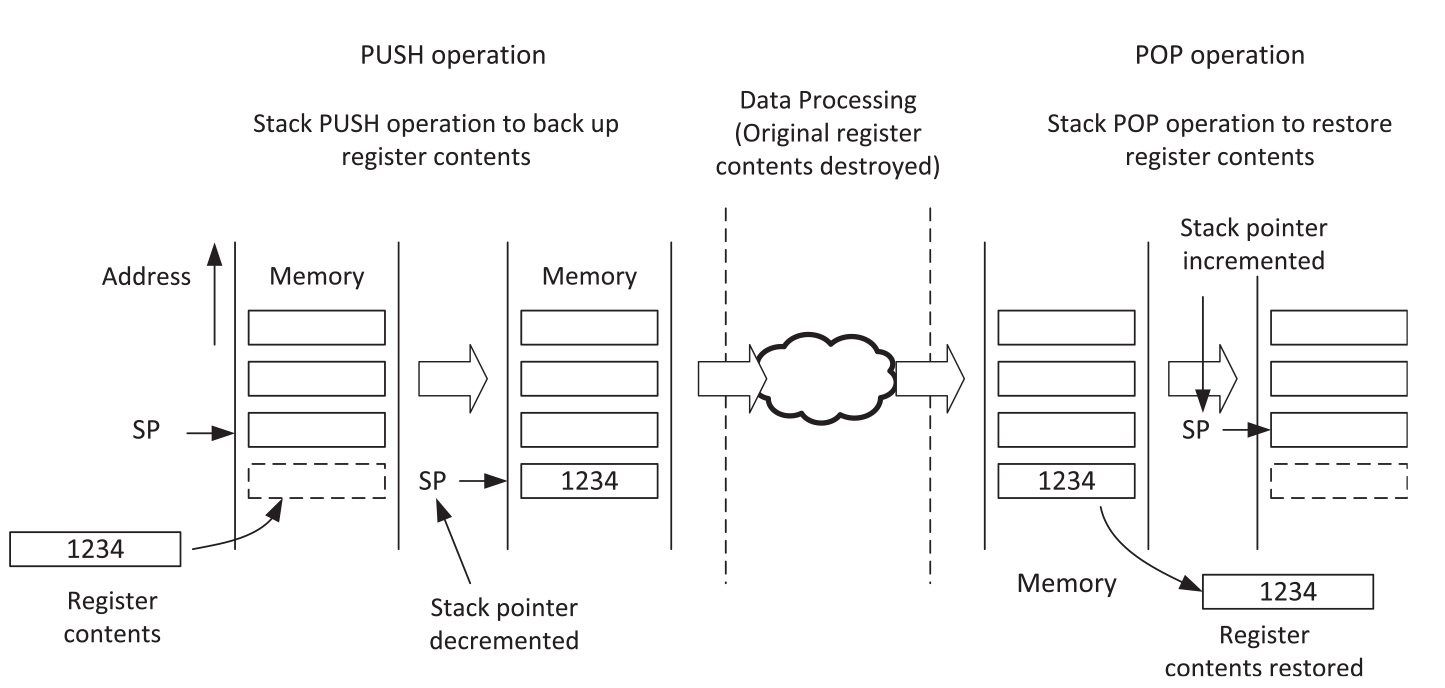 PUSH operation
Stack PUSH operation to back up
register contents
Address
Memory
SP
1234
Register
contents
Memory
SP
1234
Stack pointer
decremented
Data Processing
(Original register
contents destroyed)
POP operation
Stack POP operation to restore
register contents
Stack pointer
incremented
1234
SP
Memory
1234
Register
contents restored